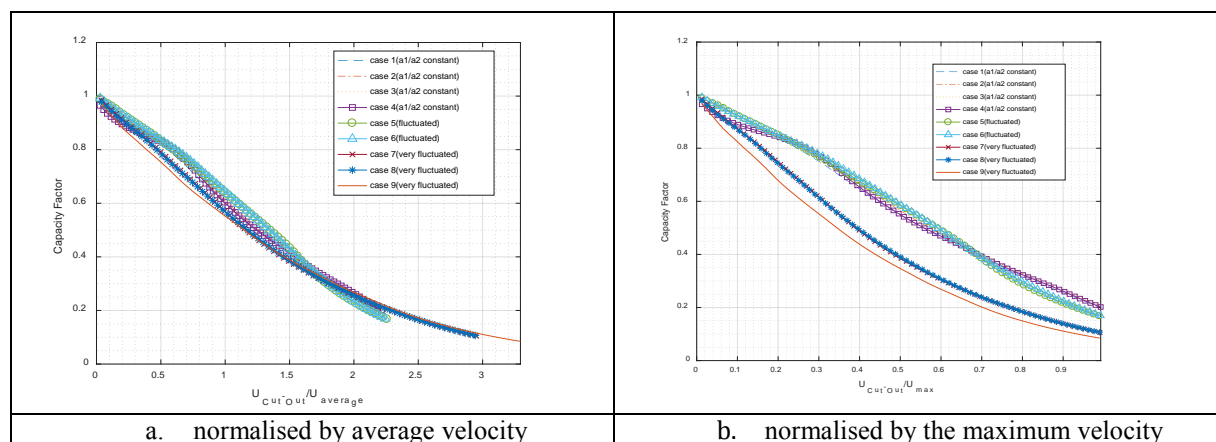 1.2
1
0.8
0.6
0.4
0.2
0
Capacity Factor
case 1(a1/a2 constant)
case 2(a1/a2 constant)
case 3(a1/a2 constant)
case 4(a1/a2 constant)
case 5(fluctuated)
case 6(fluctuated)
case 7(very fluctuated)
case 8(very fluctuated)
case 9(very fluctuated)
0 0.5 1 1.5 2 2.5 3
U Cut-Out/U average
a. normalised by average velocity
1.2
1
0.8
0.6
0.4
0.2
0
Capacity Factor
case 1(a1/a2 constant)
case 2(a1/a2 constant)
case 3(a1/a2 constant)
case 4(a1/a2 constant)
case 5(fluctuated)
case 6(fluctuated)
case 7(very fluctuated)
case 8(very fluctuated)
case 9(very fluctuated)
0 0.1 0.2 0.3 0.4 0.5 0.6 0.7 0.8 0.9
U Cut-Out/U max
b. normalised by the maximum velocity